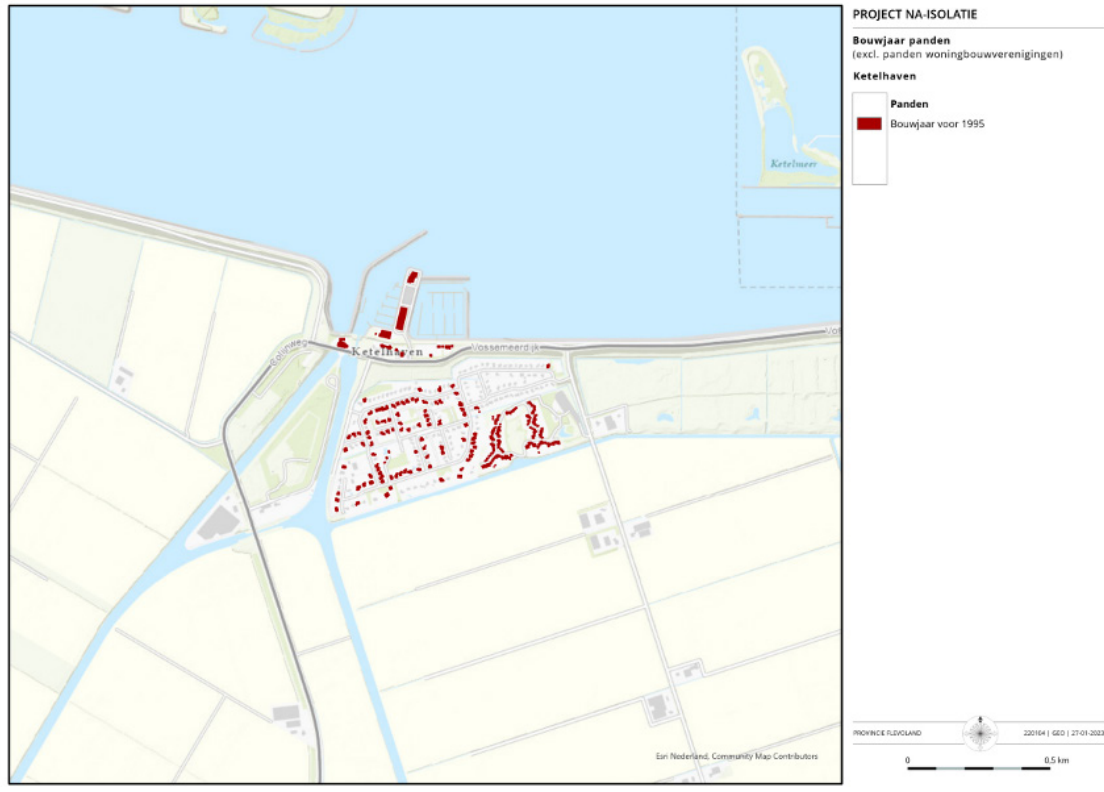 PROJECT NA-ISOLATIE
Bouwjaar panden
(excl. panden woningbouwverenigingen)
Ketelhaven
Panden
Bouwjaar voor 1995
Ketelmeer
Ketelhaven
Vossemeerdijk
PROVINCIE FLEVOLAND
220164 | GEO | 27-01-2023
0 0.5 km
Esri Nederland, Community Map Contributors